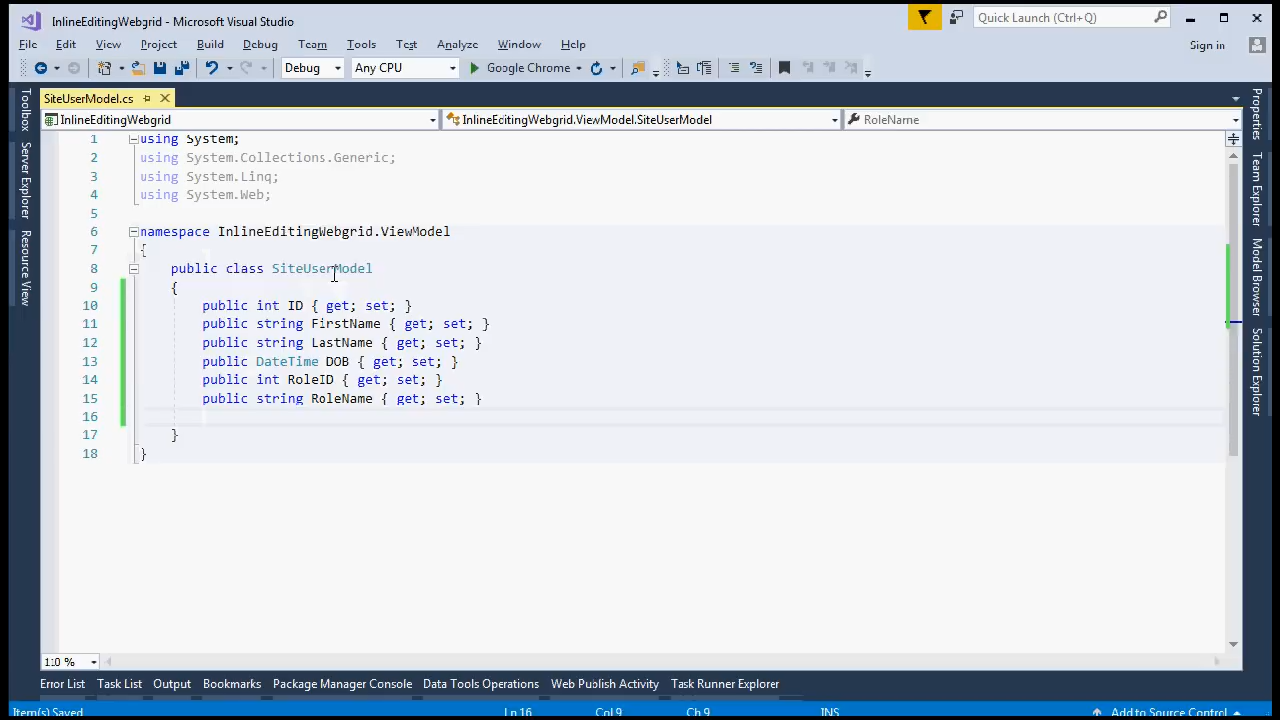 InlineEditingWebgrid - Microsoft Visual Studio
Quick Launch (Ctrl+Q)
File Edit View Project Build Debug Team Tools Test Analyze Window Help
Sign in
Debug Any CPU Google Chrome
SiteUserModel.cs
InlineEditingWebgrid InlineEditingWebgrid.ViewModel.SiteUserModel RoleName
1 using System;
2 using System.Collections.Generic;
3 using System.Linq;
4 using System.Web;
5
6 namespace InlineEditingWebgrid.ViewModel
7 {
8 public class SiteUserModel
9 {
10 public int ID { get; set; }
11 public string FirstName { get; set; }
12 public string LastName { get; set; }
13 public DateTime DOB { get; set; }
14 public int RoleID { get; set; }
15 public string RoleName { get; set; }
16
17 }
18 }
Toolbox
Server Explorer
Resource View
Properties
Team Explorer
Model Browser
Solution Explorer
110 %
Error List Task List Output Bookmarks Package Manager Console Data Tools Operations Web Publish Activity Task Runner Explorer
Item(s) Saved Ln 16 Col 9 Ch 9 INS Add to Source Control